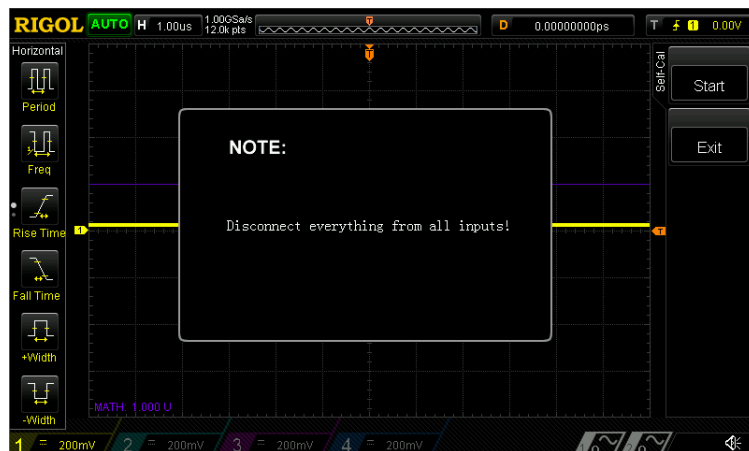 RIGOL AUTO H 1.00us 1.00GSa/s 12.0k pts D 0.00000000ps T 1 0.00V
Horizontal
Period
Freq
Rise Time
Fall Time
+Width
-Width
1
T
NOTE:
Disconnect everything from all inputs!
MATH: 1.000 U
Self-Cal
Start
Exit
1 = 200mV 2 = 200mV 3 = 200mV 4 = 200mV